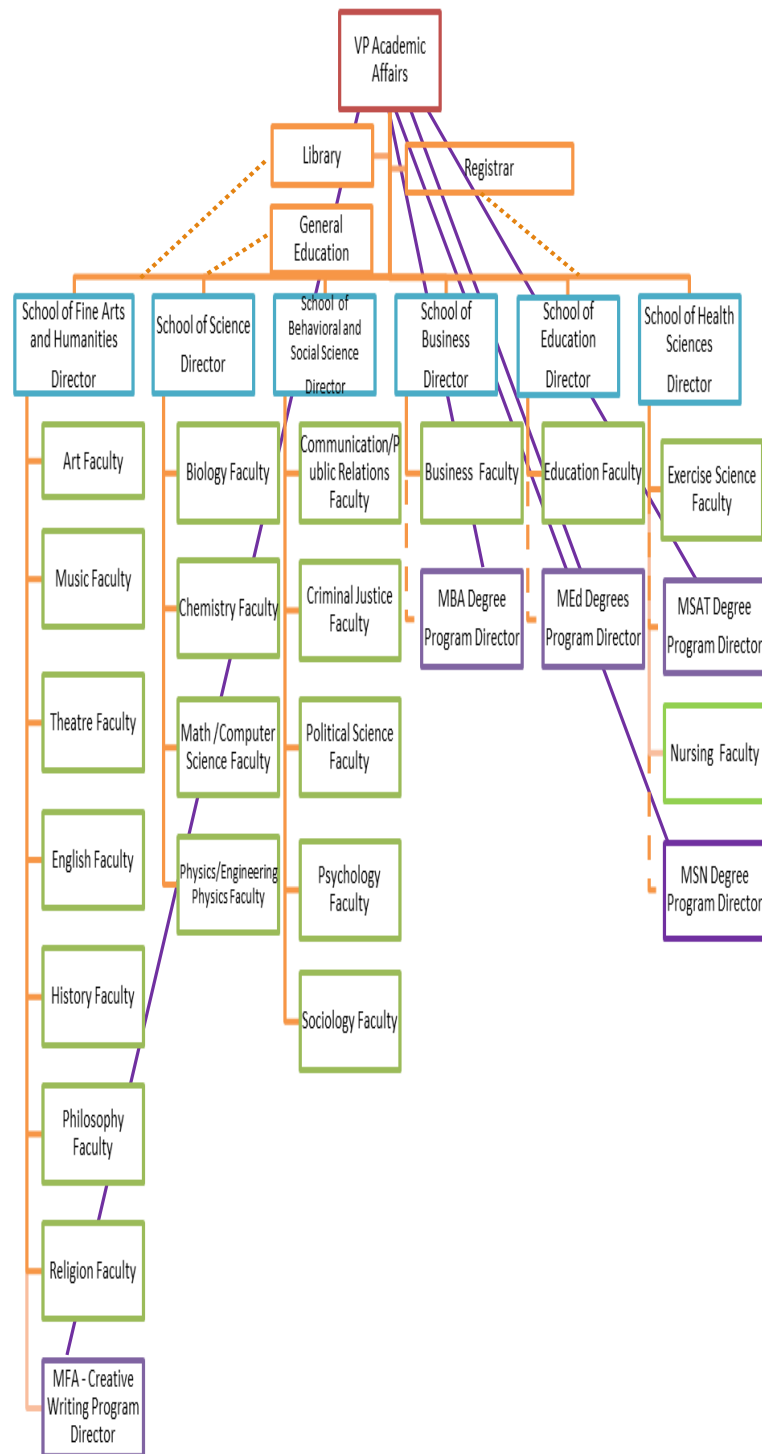 VP Academic
Affairs
Library
Registrar
General
Education
School of Fine Arts
and Humanities
Director
School of Science
Director
School of
Behavioral and
Social Science
Director
School of
Business
Director
School of
Education
Director
School of Health
Sciences
Director
Art Faculty
Music Faculty
Theatre Faculty
English Faculty
History Faculty
Philosophy
Faculty
Religion Faculty
MFA - Creative
Writing Program
Director
Biology Faculty
Chemistry Faculty
Math /Computer
Science Faculty
Physics/Engineering
Physics Faculty
Communication/P
ublic Relations
Faculty
Criminal Justice
Faculty
Political Science
Faculty
Psychology
Faculty
Sociology Faculty
Business Faculty
MBA Degree
Program Director
Education Faculty
MEd Degrees
Program Director
Exercise Science
Faculty
MSAT Degree
Program Director
Nursing Faculty
MSN Degree
Program Director